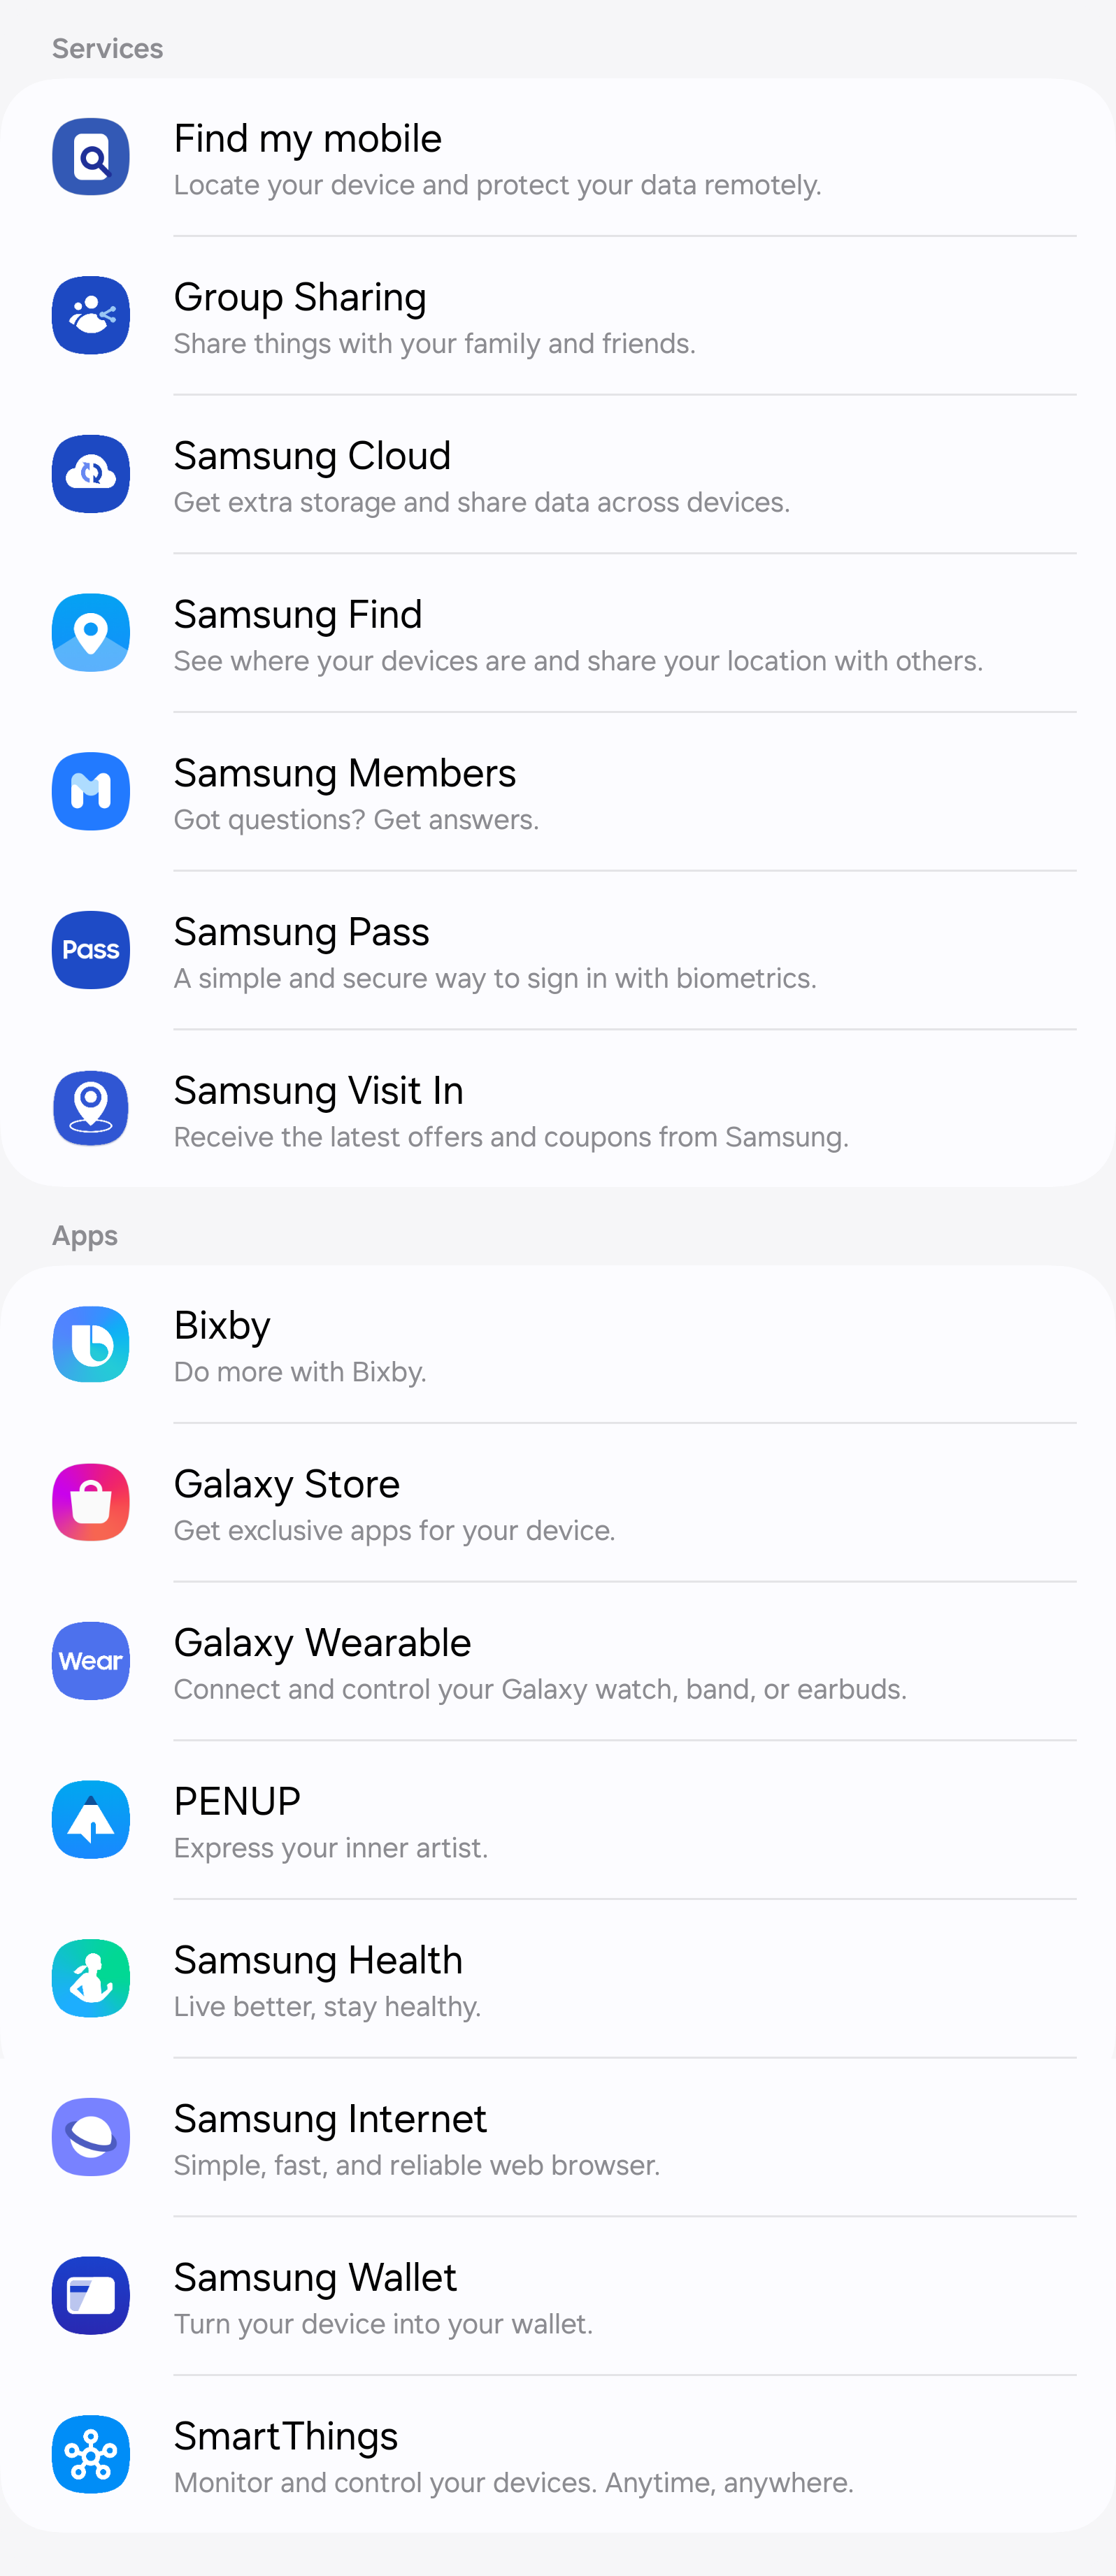 Services
Find my mobile
Locate your device and protect your data remotely.
Group Sharing
Share things with your family and friends.
Samsung Cloud
Get extra storage and share data across devices.
Samsung Find
See where your devices are and share your location with others.
Samsung Members
Got questions? Get answers.
Pass
Samsung Pass
A simple and secure way to sign in with biometrics.
Samsung Visit In
Receive the latest offers and coupons from Samsung.
Apps
Bixby
Do more with Bixby.
Galaxy Store
Get exclusive apps for your device.
Wear
Galaxy Wearable
Connect and control your Galaxy watch, band, or earbuds.
PENUP
Express your inner artist.
Samsung Health
Live better, stay healthy.
Samsung Internet
Simple, fast, and reliable web browser.
Samsung Wallet
Turn your device into your wallet.
SmartThings
Monitor and control your devices. Anytime, anywhere.